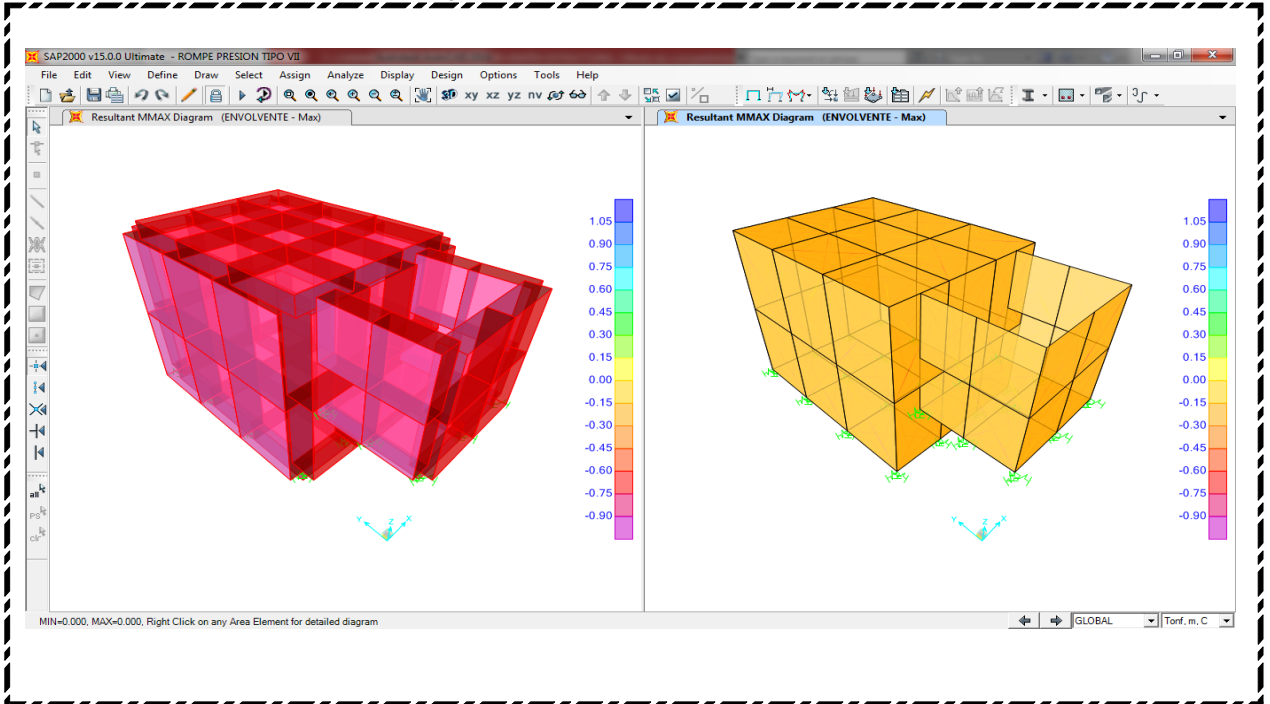 SAP2000 v15.0.0 Ultimate - ROMPE PRESION TIPO VII
File Edit View Define Draw Select Assign Analyze Display Design Options Tools Help
3D xy xz yz nv
Resultant MMAX Diagram (ENVOLVENTE - Max)
Resultant MMAX Diagram (ENVOLVENTE - Max)
1.05
0.90
0.75
0.60
0.45
0.30
0.15
0.00
-0.15
-0.30
-0.45
-0.60
-0.75
-0.90
Y Z X
1.05
0.90
0.75
0.60
0.45
0.30
0.15
0.00
-0.15
-0.30
-0.45
-0.60
-0.75
-0.90
Y Z X
all
PS
clr
MIN=0.000, MAX=0.000, Right Click on any Area Element for detailed diagram
GLOBAL
Tonf, m, C